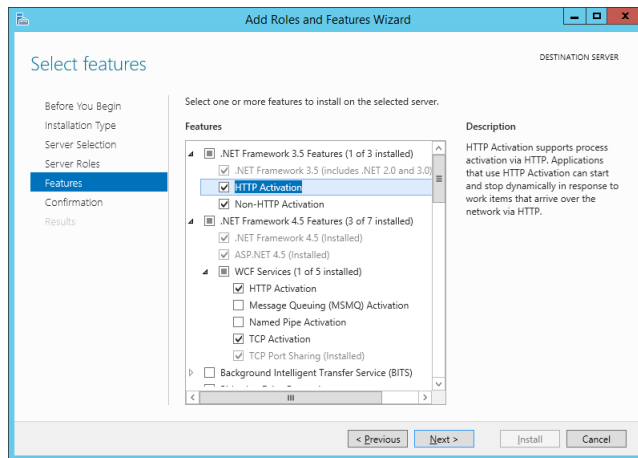 Add Roles and Features Wizard
Select features
DESTINATION SERVER
Before You Begin
Installation Type
Server Selection
Server Roles
Features
Confirmation
Results
Select one or more features to install on the selected server.
Features
.NET Framework 3.5 Features (1 of 3 installed)
.NET Framework 3.5 (includes .NET 2.0 and 3.0)
HTTP Activation
Non-HTTP Activation
.NET Framework 4.5 Features (3 of 7 installed)
.NET Framework 4.5 (Installed)
ASP.NET 4.5 (Installed)
WCF Services (1 of 5 installed)
HTTP Activation
Message Queuing (MSMQ) Activation
Named Pipe Activation
TCP Activation
TCP Port Sharing (Installed)
Background Intelligent Transfer Service (BITS)
Description
HTTP Activation supports process
activation via HTTP. Applications
that use HTTP Activation can start
and stop dynamically in response to
work items that arrive over the
network via HTTP.
< Previous
Next >
Install
Cancel